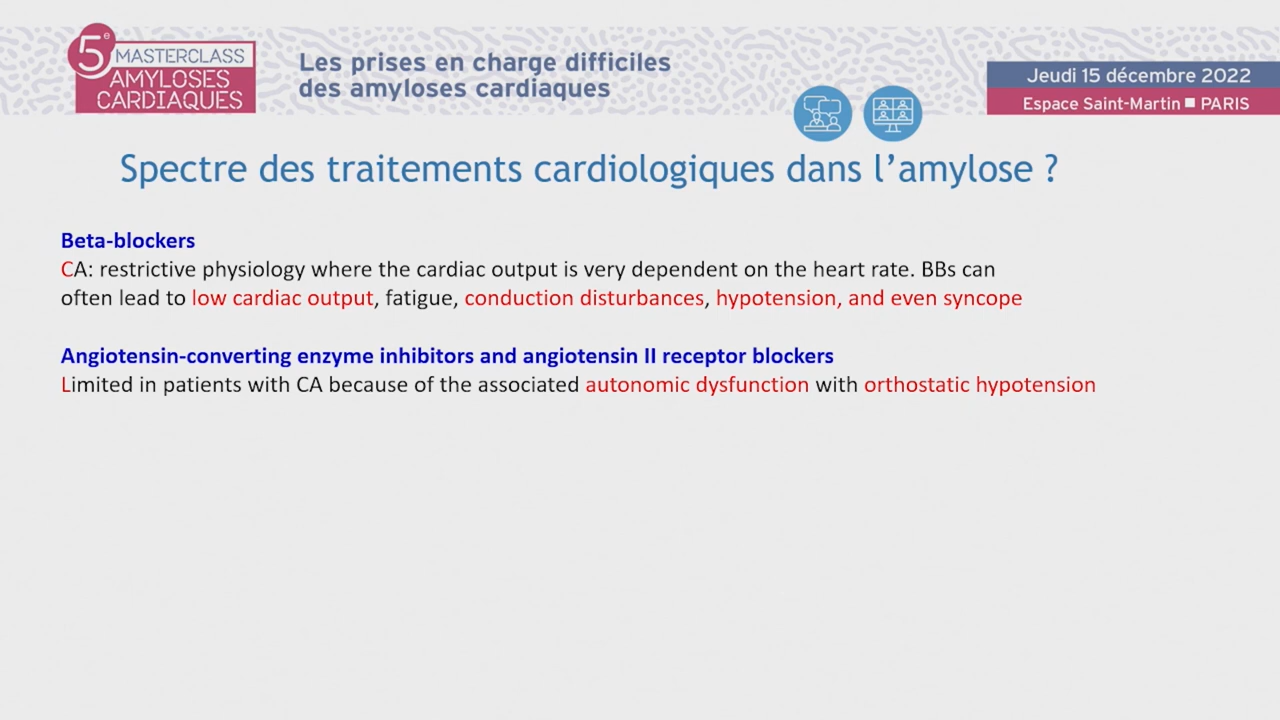 5e
MASTERCLASS
AMYLOSES
CARDIAQUES
Les prises en charge difficiles
des amyloses cardiaques
Jeudi 15 décembre 2022
Espace Saint-Martin ■ PARIS
Spectre des traitements cardiologiques dans l’amylose ?
Beta-blockers
CA: restrictive physiology where the cardiac output is very dependent on the heart rate. BBs can
often lead to low cardiac output, fatigue, conduction disturbances, hypotension, and even syncope
Angiotensin-converting enzyme inhibitors and angiotensin II receptor blockers
Limited in patients with CA because of the associated autonomic dysfunction with orthostatic hypotension